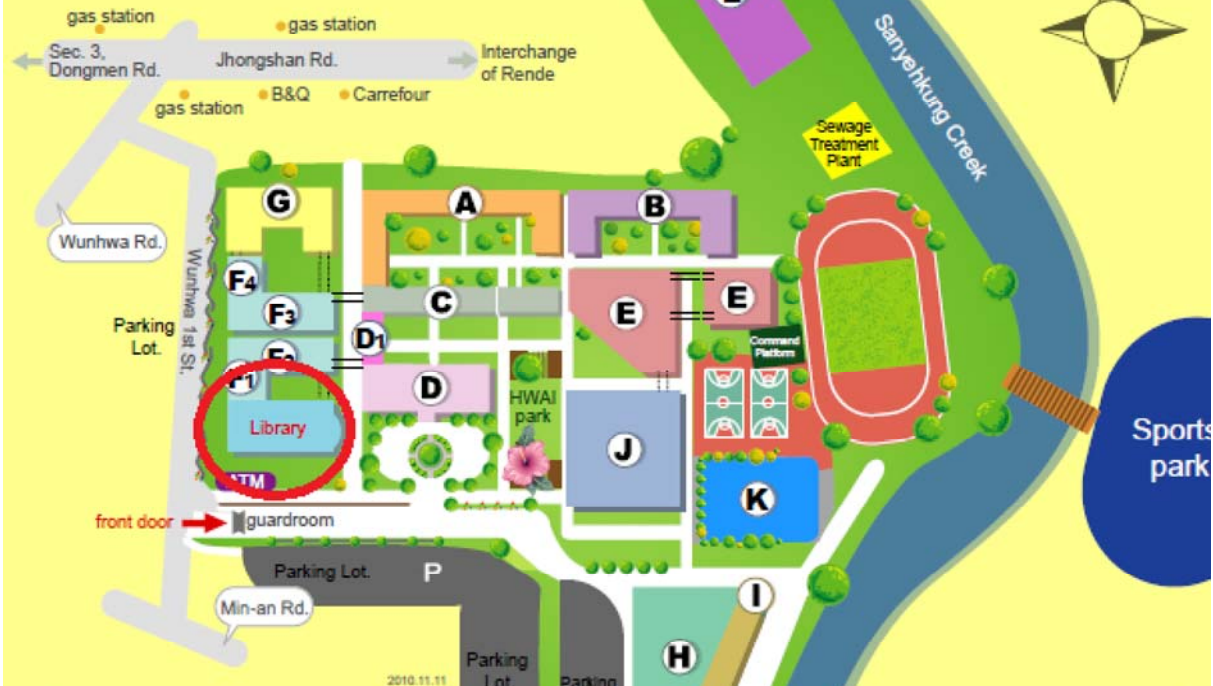 gas station
gas station
Sec. 3,
Dongmen Rd.
Jhongshan Rd.
Interchange
of Rende
gas station
B&Q
Carrefour
Sanyehkung Creek
Sewage
Treatment
Plant
Wunhwa Rd.
Wunhwa 1st St.
Parking
Lot.
G
A
B
F4
F3
C
E
E
D1
Command
Platform
F1
D
HWAI
park
Library
J
K
Sports
park
ATM
front door
guardroom
Parking Lot.
P
Min-an Rd.
I
H
Parking
Lot
Parking
2010.11.11